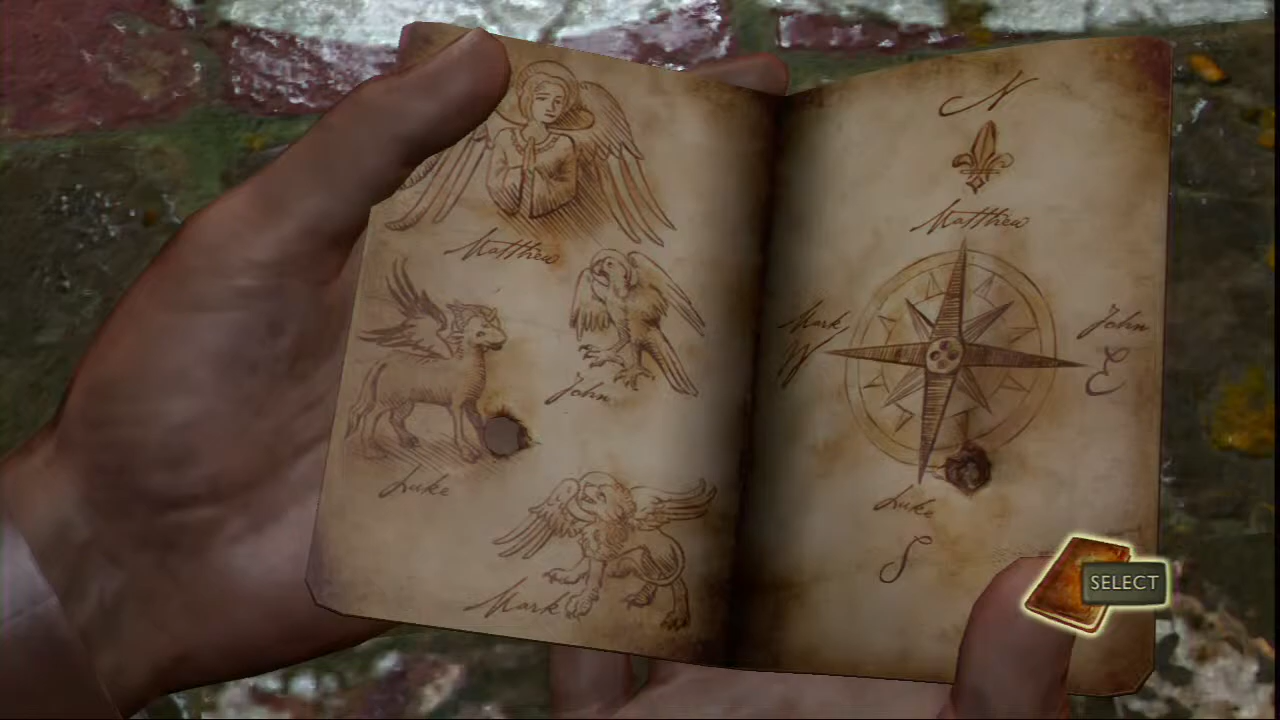 Matthew
John
Luke
Mark
N
Matthew
Mark
W
John
E
Luke
S
SELECT